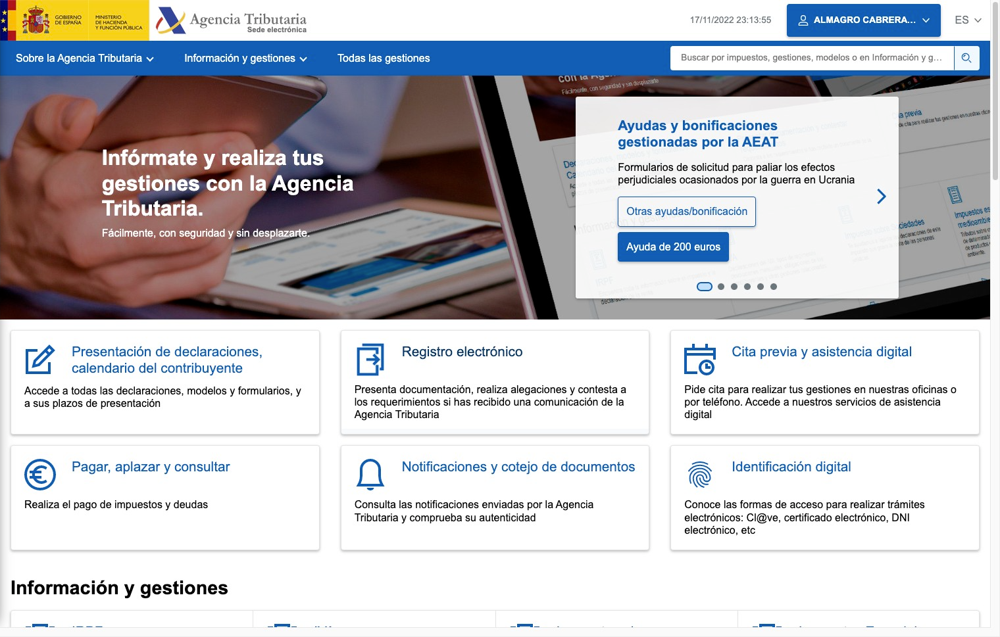 GOBIERNO
DE ESPAÑA
MINISTERIO
DE HACIENDA
Y FUNCIÓN PÚBLICA
Agencia Tributaria
Sede electrónica
17/11/2022 23:13:55
ALMAGRO CABRERA...
ES
Sobre la Agencia Tributaria
Información y gestiones
Todas las gestiones
Buscar por impuestos, gestiones, modelos o en Información y g...
Infórmate y realiza tus
gestiones con la Agencia
Tributaria.
Fácilmente, con seguridad y sin desplazarte.
Fácilmente, con seguridad y sin desplazarte
Ayudas y bonificaciones
gestionadas por la AEAT
Formularios de solicitud para paliar los efectos
perjudiciales ocasionados por la guerra en Ucrania
Otras ayudas/bonificación
Ayuda de 200 euros
Presentación de declaraciones,
calendario del contribuyente
Accede a todas las declaraciones, modelos y formularios, y
a sus plazos de presentación
Registro electrónico
Presenta documentación, realiza alegaciones y contesta a
los requerimientos si has recibido una comunicación de la
Agencia Tributaria
Cita previa y asistencia digital
Pide cita para realizar tus gestiones en nuestras oficinas o
por teléfono. Accede a nuestros servicios de asistencia
digital
Pagar, aplazar y consultar
Realiza el pago de impuestos y deudas
Notificaciones y cotejo de documentos
Consulta las notificaciones enviadas por la Agencia
Tributaria y comprueba su autenticidad
Identificación digital
Conoce las formas de acceso para realizar trámites
electrónicos: Cl@ve, certificado electrónico, DNI
electrónico, etc
Información y gestiones